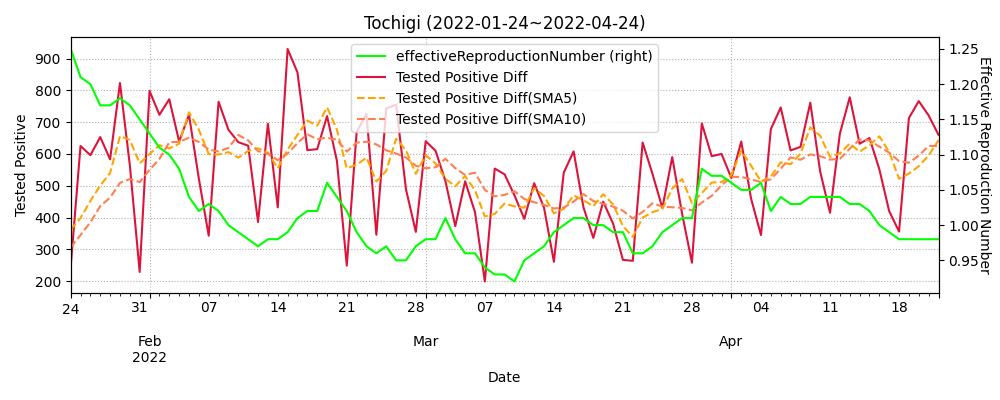 Tochigi (2022-01-24~2022-04-24)
effectiveReproductionNumber (right)
Tested Positive Diff
Tested Positive Diff(SMA5)
Tested Positive Diff(SMA10)
Tested Positive
900
800
700
600
500
400
300
200
1.25
1.20
1.15
1.10
1.05
1.00
0.95
Effective Reproduction Number
24 31 07 14 21 28 07 14 21 28 04 11 18
Feb Mar Apr
2022
Date